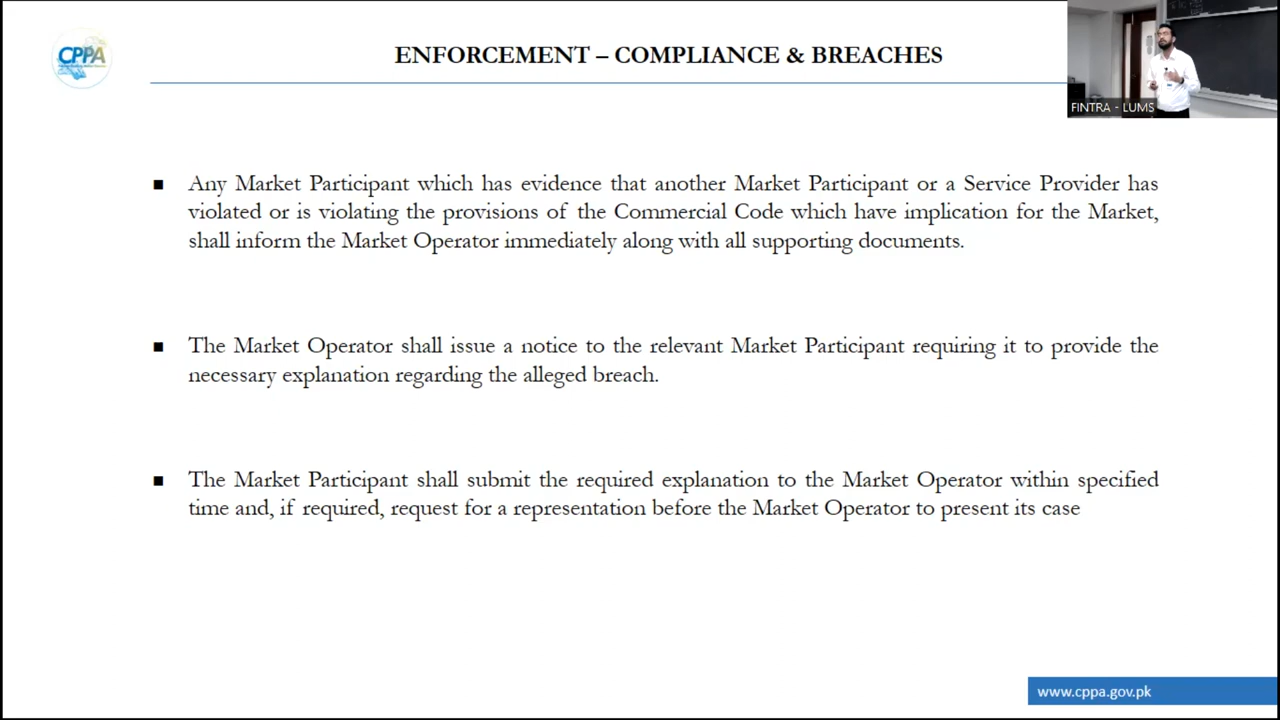 CPPA
ENFORCEMENT – COMPLIANCE & BREACHES
FINTRA - LUMS
■ Any Market Participant which has evidence that another Market Participant or a Service Provider has
violated or is violating the provisions of the Commercial Code which have implication for the Market,
shall inform the Market Operator immediately along with all supporting documents.
■ The Market Operator shall issue a notice to the relevant Market Participant requiring it to provide the
necessary explanation regarding the alleged breach.
■ The Market Participant shall submit the required explanation to the Market Operator within specified
time and, if required, request for a representation before the Market Operator to present its case
www.cppa.gov.pk